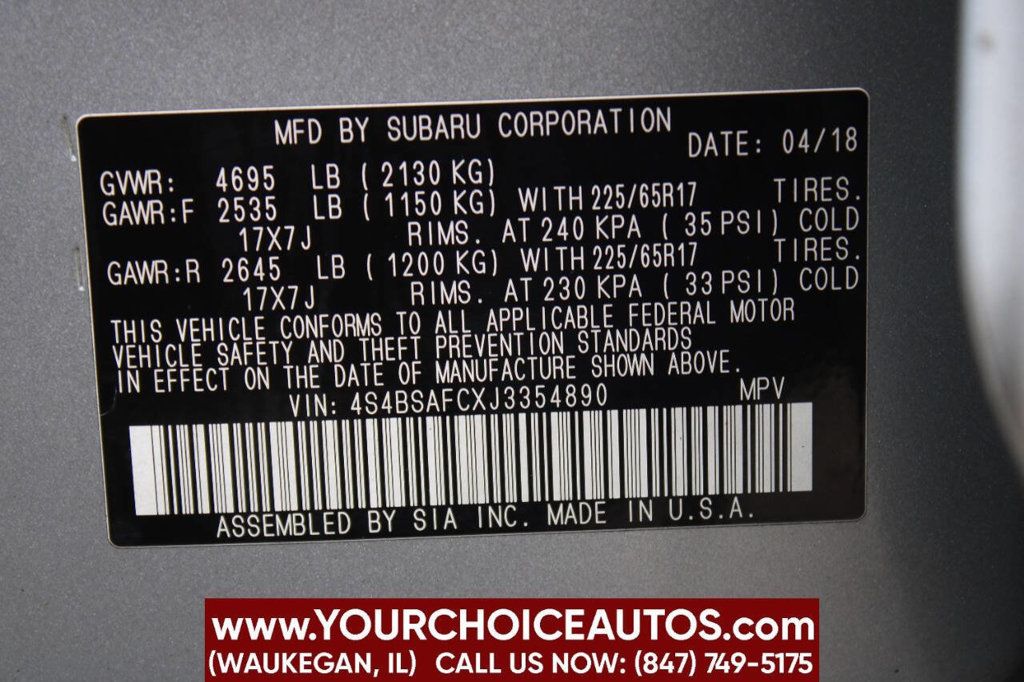 MFD BY SUBARU CORPORATION
DATE: 04/18
GVWR: 4695 LB ( 2130 KG)
GAWR:F 2535 LB ( 1150 KG) WITH 225/65R17 TIRES.
17X7J RIMS. AT 240 KPA ( 35 PSI) COLD
GAWR:R 2645 LB ( 1200 KG) WITH 225/65R17 TIRES.
17X7J RIMS. AT 230 KPA ( 33 PSI) COLD
THIS VEHICLE CONFORMS TO ALL APPLICABLE FEDERAL MOTOR
VEHICLE SAFETY AND THEFT PREVENTION STANDARDS
IN EFFECT ON THE DATE OF MANUFACTURE SHOWN ABOVE.
VIN: 4S4BSAFCXJ3354890 MPV
ASSEMBLED BY SIA INC. MADE IN U.S.A.
www.YOURCHOICEAUTOS.com
(WAUKEGAN, IL) CALL US NOW: (847) 749-5175